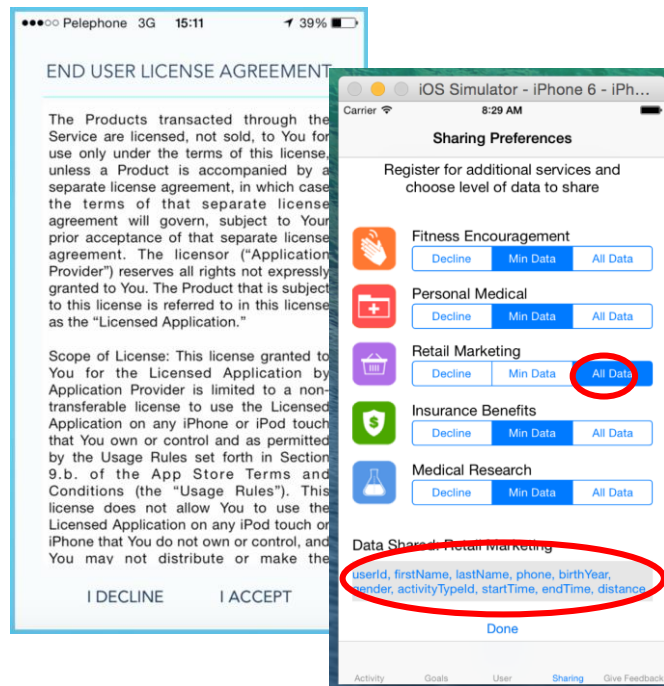 Pelephone 3G 15:11 39%
END USER LICENSE AGREEMENT
The Products transacted through the
Service are licensed, not sold, to You for
use only under the terms of this license,
unless a Product is accompanied by a
separate license agreement, in which case
the terms of that separate license
agreement will govern, subject to Your
prior acceptance of that separate license
agreement. The licensor (“Application
Provider”) reserves all rights not expressly
granted to You. The Product that is subject
to this license is referred to in this license
as the “Licensed Application.”
Scope of License: This license granted to
You for the Licensed Application by
Application Provider is limited to a non-
transferable license to use the Licensed
Application on any iPhone or iPod touch
that You own or control and as permitted
by the Usage Rules set forth in Section
9.b. of the App Store Terms and
Conditions (the “Usage Rules”). This
license does not allow You to use the
Licensed Application on any iPod touch or
iPhone that You do not own or control, and
You may not distribute or make the
I DECLINE I ACCEPT
iOS Simulator - iPhone 6 - iPh...
Carrier 8:29 AM
Sharing Preferences
Register for additional services and
choose level of data to share
Fitness Encouragement
Decline Min Data All Data
Personal Medical
Decline Min Data All Data
Retail Marketing
Decline Min Data All Data
Insurance Benefits
Decline Min Data All Data
Medical Research
Decline Min Data All Data
Data Shared: Retail Marketing
userId, firstName, lastName, phone, birthYear,
gender, activityTypeId, startTime, endTime, distance
Done
Activity Goals User Sharing Give Feedback